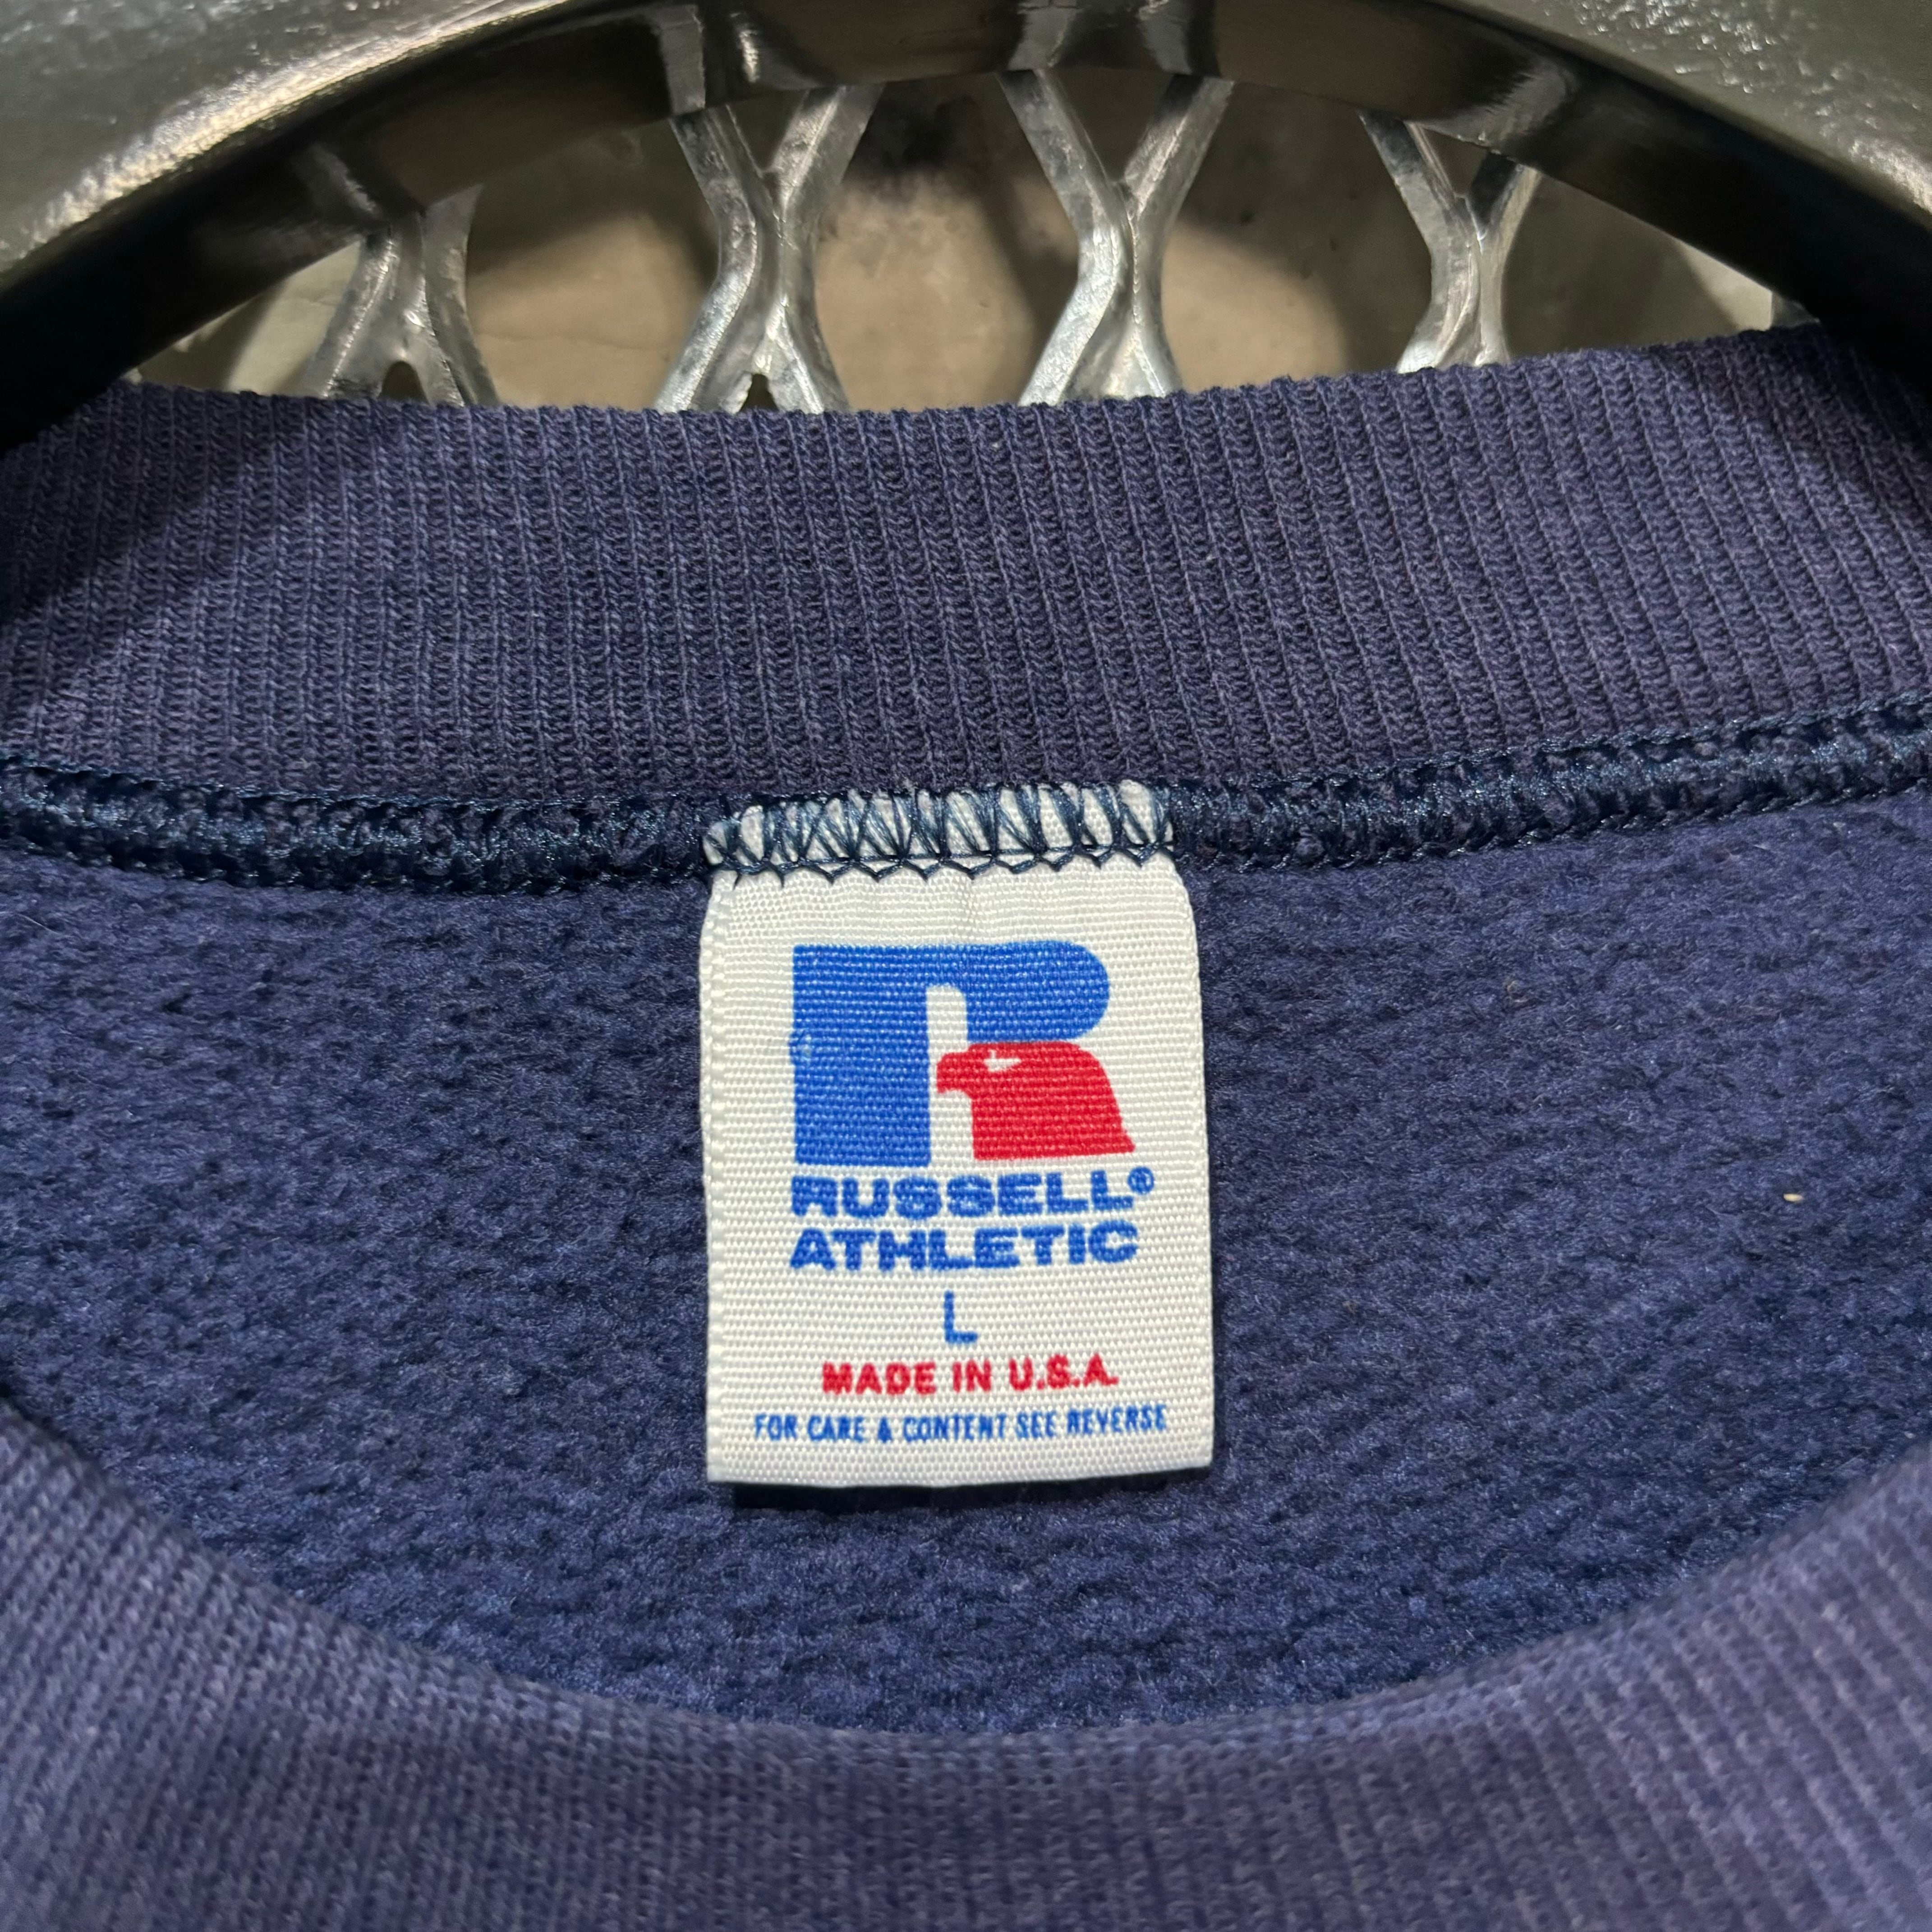 R
RUSSELL®
ATHLETIC
L
MADE IN U.S.A.
FOR CARE & CONTENT SEE REVERSE